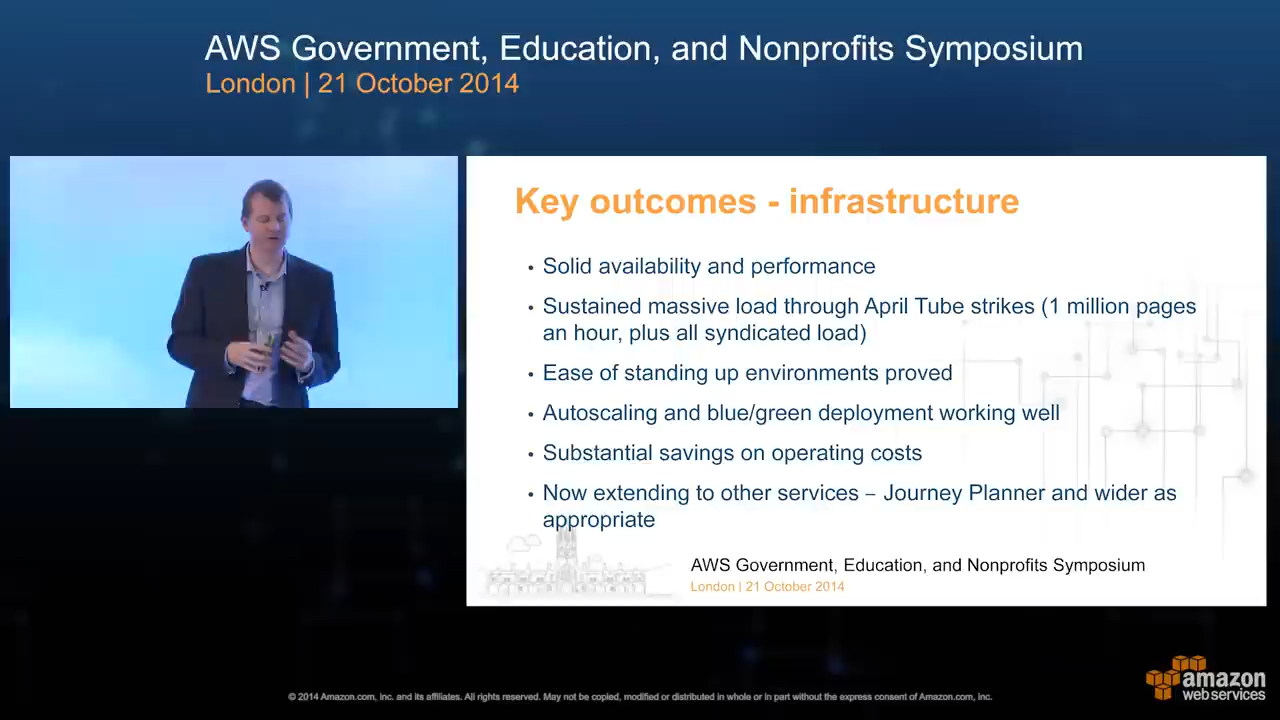 AWS Government, Education, and Nonprofits Symposium
London | 21 October 2014
Key outcomes - infrastructure
• Solid availability and performance
• Sustained massive load through April Tube strikes (1 million pages
an hour, plus all syndicated load)
• Ease of standing up environments proved
• Autoscaling and blue/green deployment working well
• Substantial savings on operating costs
• Now extending to other services – Journey Planner and wider as
appropriate
AWS Government, Education, and Nonprofits Symposium
London | 21 October 2014
© 2014 Amazon.com, Inc. and its affiliates. All rights reserved. May not be copied, modified or distributed in whole or in part without the express consent of Amazon.com, Inc.
amazon
web services